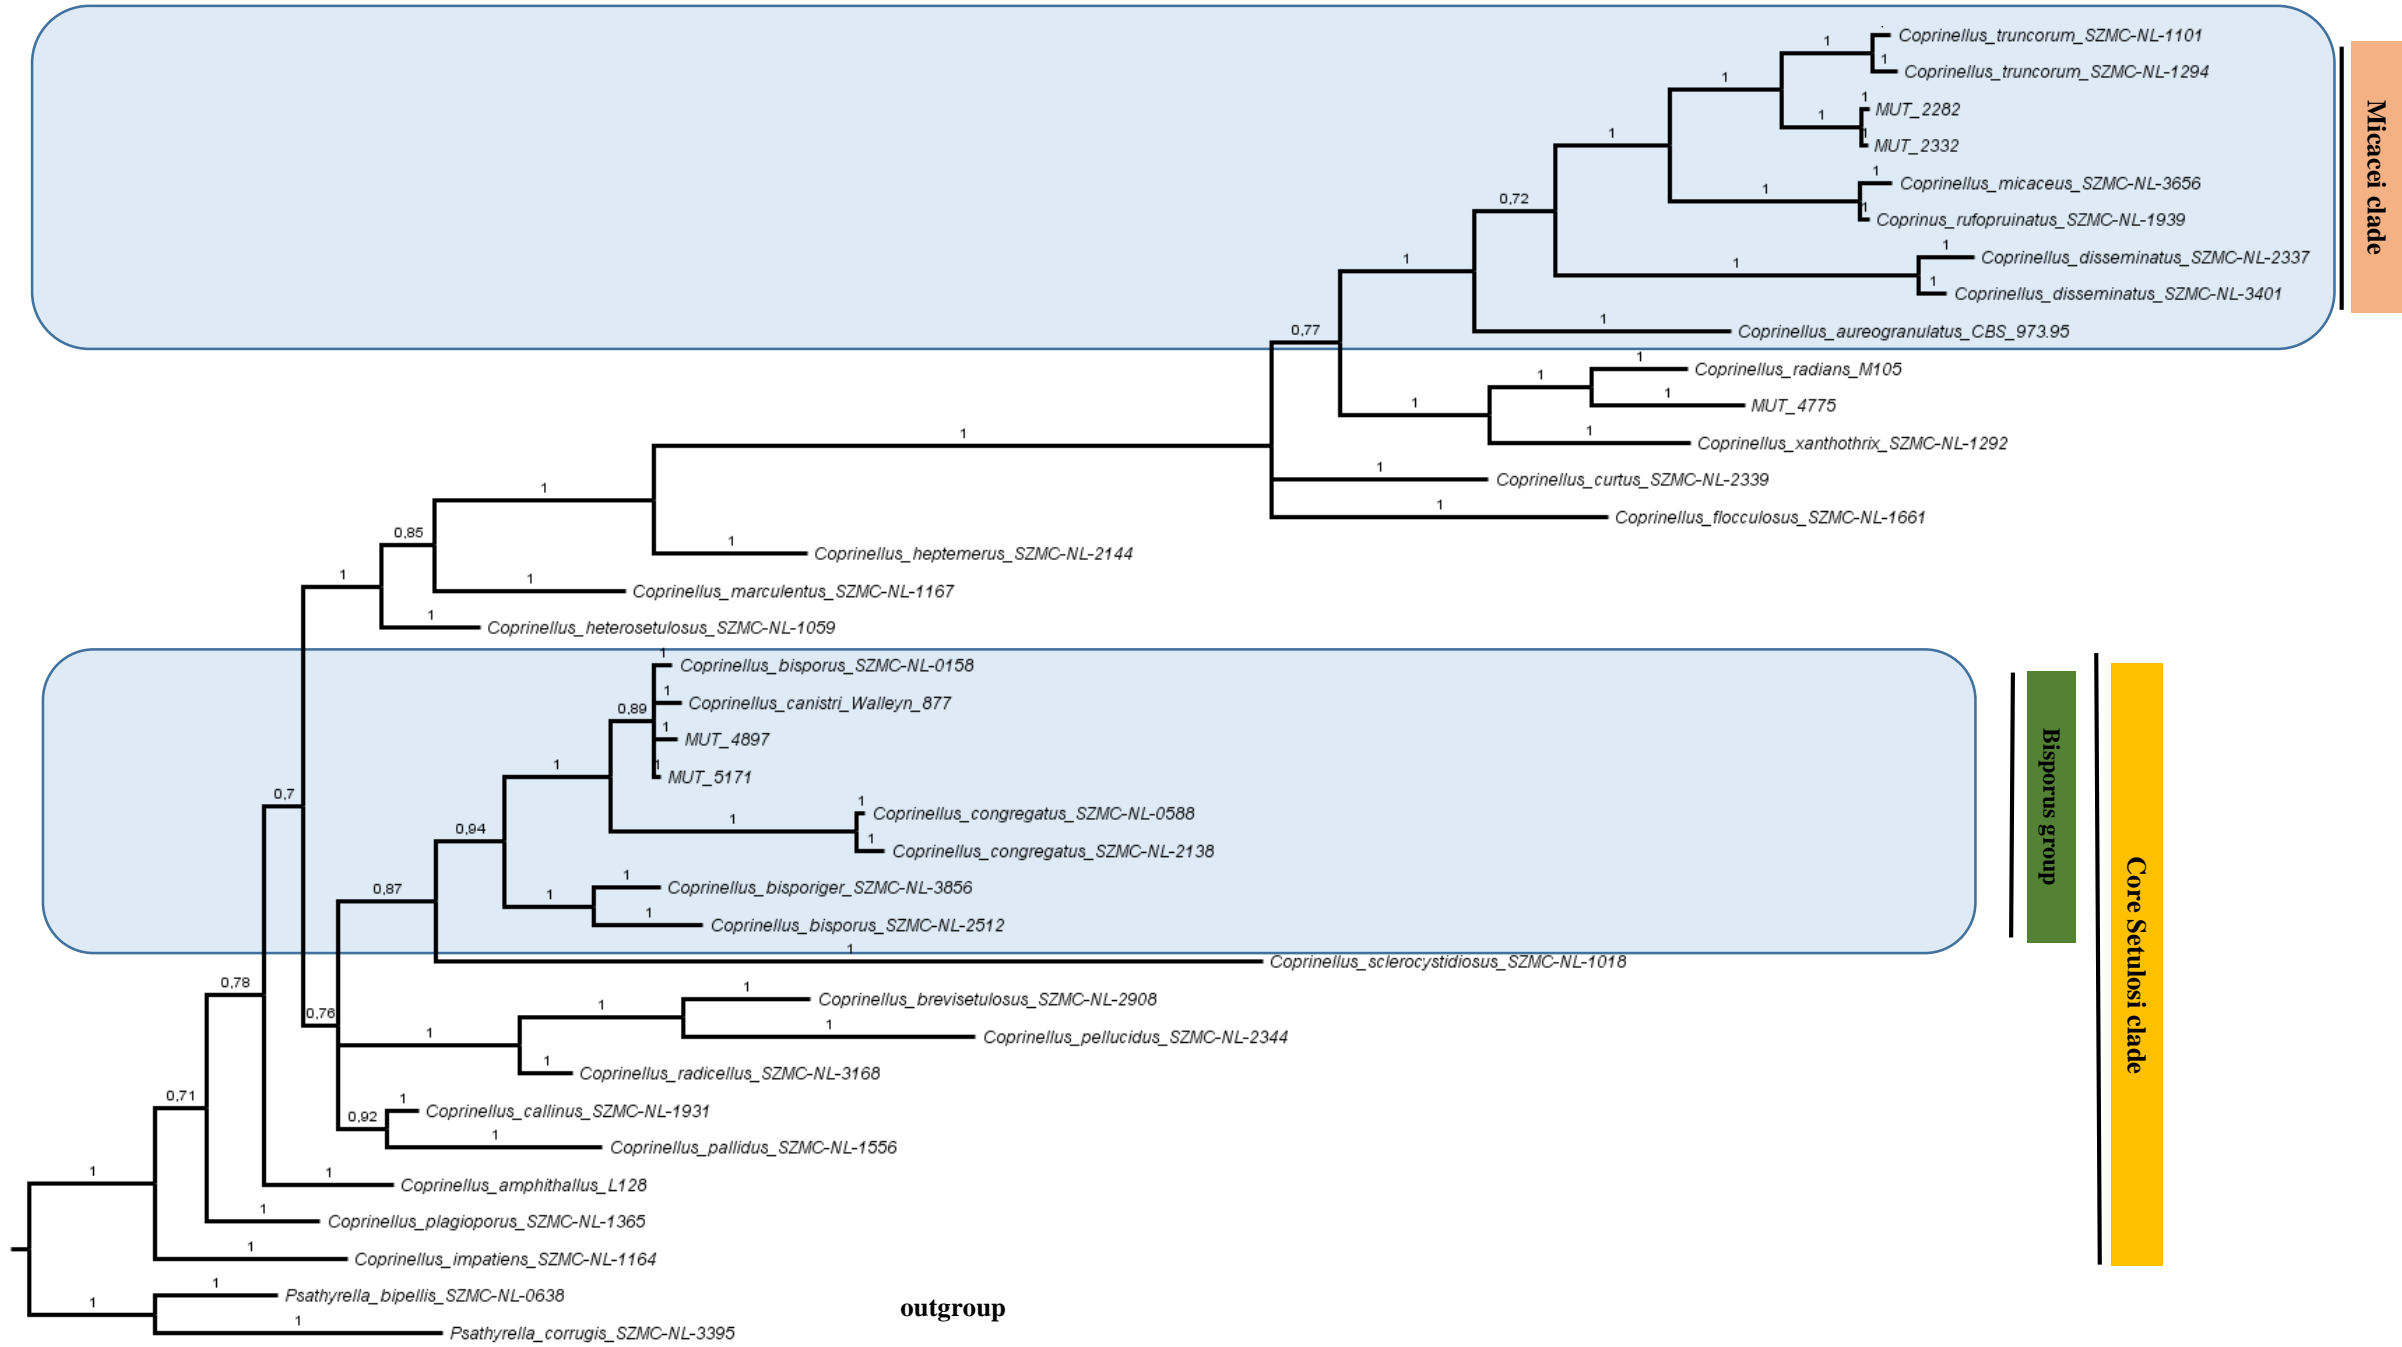 1
Coprinellus_truncorum_SZMC-NL-1101
1
Coprinellus_truncorum_SZMC-NL-1294
1
1
MUT_2282
1
1
MUT_2332
1
1
Coprinellus_micaceus_SZMC-NL-3656
1
1
Coprinus_rufopruinatus_SZMC-NL-1939
0,72
1
Coprinellus_disseminatus_SZMC-NL-2337
1
1
Coprinellus_disseminatus_SZMC-NL-3401
1
1
Coprinellus_aureogranulatus_CBS_973.95
0,77
1
Coprinellus_radians_M105
1
1
MUT_4775
1
1
Coprinellus_xanthothrix_SZMC-NL-1292
1
1
Coprinellus_curtus_SZMC-NL-2339
1
Coprinellus_flocculosus_SZMC-NL-1661
1
1
Coprinellus_heptemerus_SZMC-NL-2144
0,85
1
Coprinellus_marculentus_SZMC-NL-1167
1
1
Coprinellus_heterosetulosus_SZMC-NL-1059
1
Coprinellus_bisporus_SZMC-NL-0158
1
Coprinellus_canistri_Walleyn_877
0,89
1
MUT_4897
1
MUT_5171
1
1
Coprinellus_congregatus_SZMC-NL-0588
1
1
Coprinellus_congregatus_SZMC-NL-2138
0,7
0,94
1
Coprinellus_bisporiger_SZMC-NL-3856
1
1
Coprinellus_bisporus_SZMC-NL-2512
0,87
1
Coprinellus_sclerocystidiosus_SZMC-NL-1018
0,78
1
Coprinellus_brevisetulosus_SZMC-NL-2908
1
1
Coprinellus_pellucidus_SZMC-NL-2344
0,76
1
1
Coprinellus_radicellus_SZMC-NL-3168
0,71
1
Coprinellus_callinus_SZMC-NL-1931
0,92
1
Coprinellus_pallidus_SZMC-NL-1556
1
1
Coprinellus_amphithallus_L128
1
Coprinellus_plagioporus_SZMC-NL-1365
1
Coprinellus_impatiens_SZMC-NL-1164
1
Psathyrella_bipellis_SZMC-NL-0638
1
1
Psathyrella_corrugis_SZMC-NL-3395
outgroup
Micacei clade
Bisporus group
Core Setulosi clade